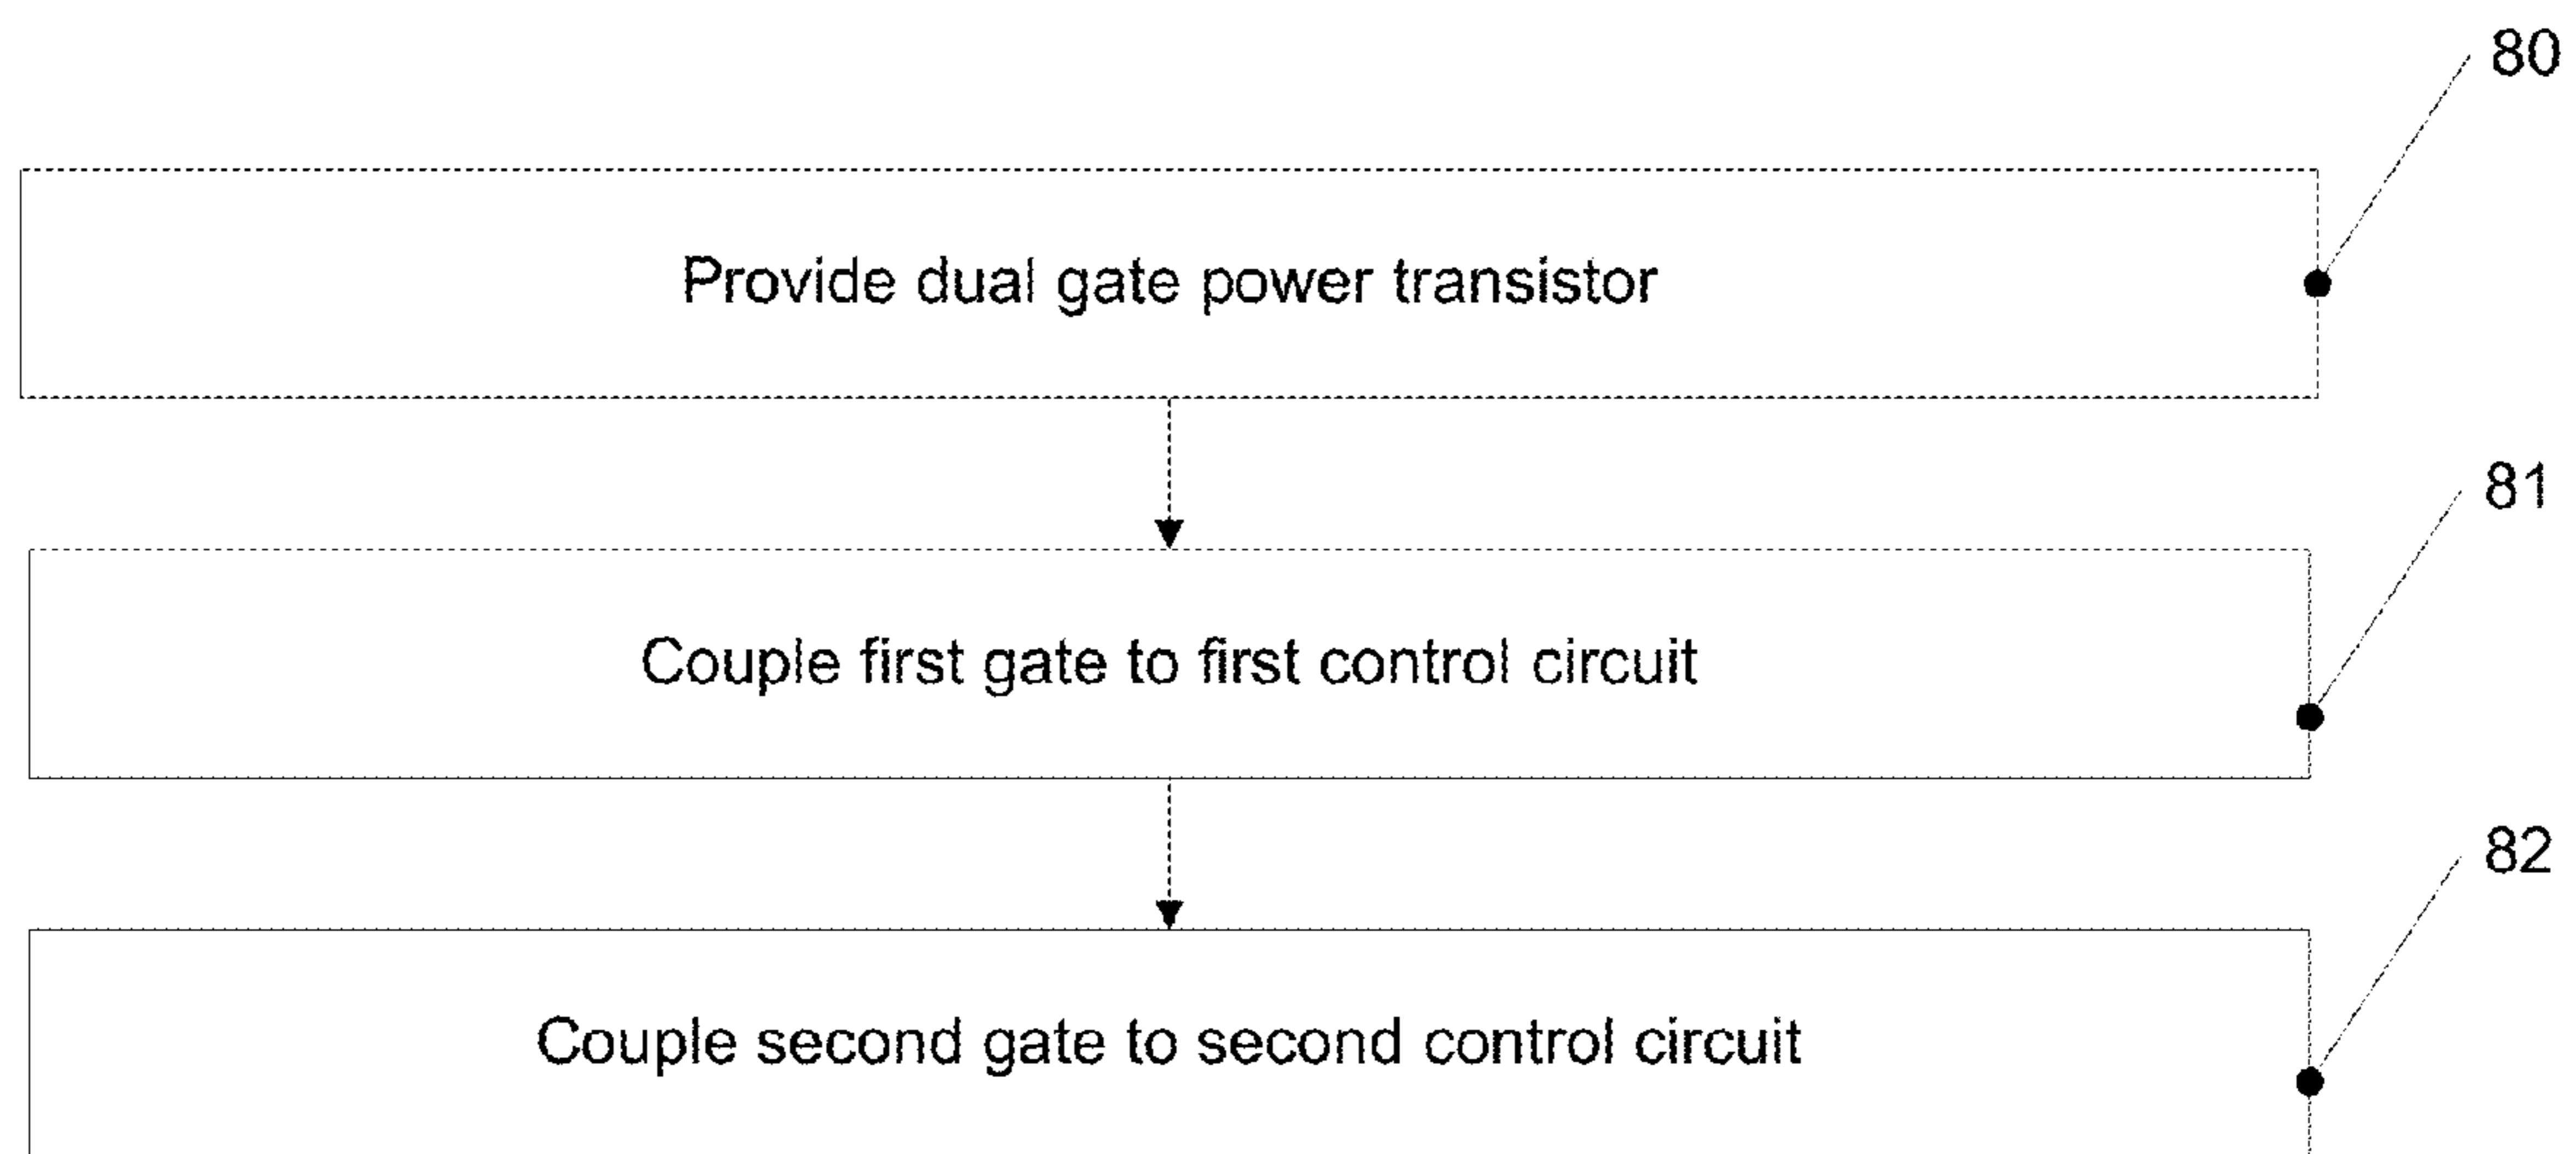 80
Provide dual gate power transistor
81
Couple first gate to first control circuit
82
Couple second gate to second control circuit